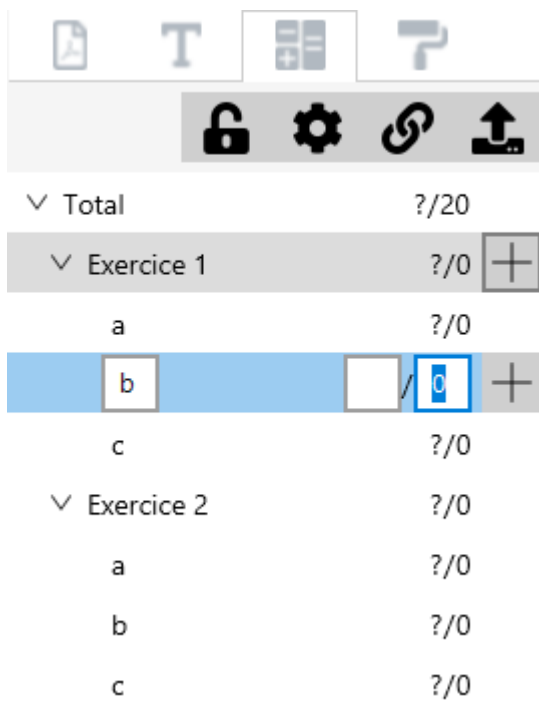 T
Total ?/20
Exercice 1 ?/0
a ?/0
b / 0
c ?/0
Exercice 2 ?/0
a ?/0
b ?/0
c ?/0